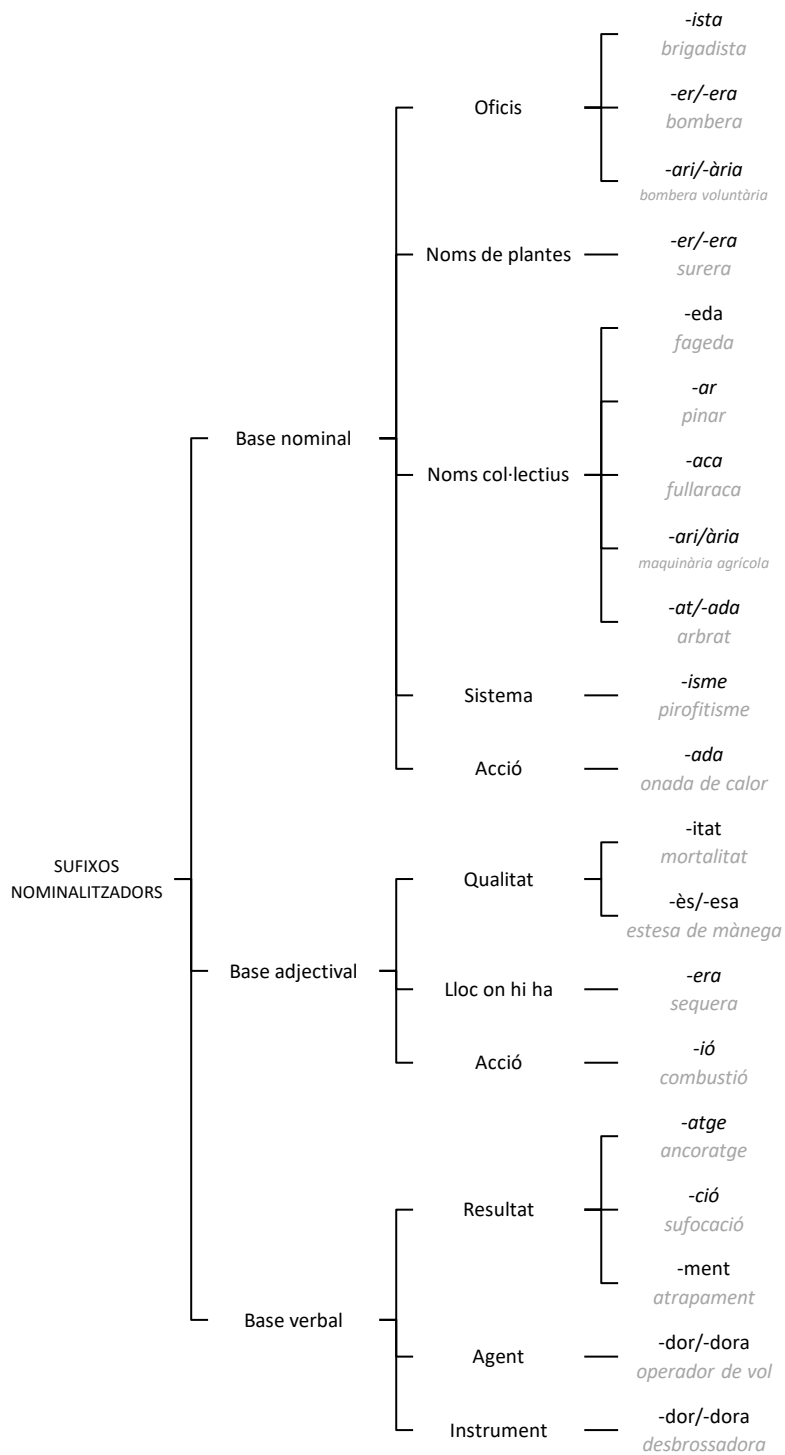 SUFIXOS
NOMINALITZADORS
Base nominal
Oficis
-ista
brigadista
-er/-era
bombera
-ari/-ària
bombera voluntària
Noms de plantes
-er/-era
surera
Noms col·lectius
-eda
fageda
-ar
pinar
-aca
fullaraca
-ari/ària
maquinària agrícola
-at/-ada
arbrat
Sistema
-isme
pirofitisme
Acció
-ada
onada de calor
Base adjectival
Qualitat
-itat
mortalitat
-ès/-esa
estesa de mànega
Lloc on hi ha
-era
sequera
Acció
-ió
combustió
Base verbal
Resultat
-atge
ancoratge
-ció
sufocació
-ment
atrapament
Agent
-dor/-dora
operador de vol
Instrument
-dor/-dora
desbrossadora